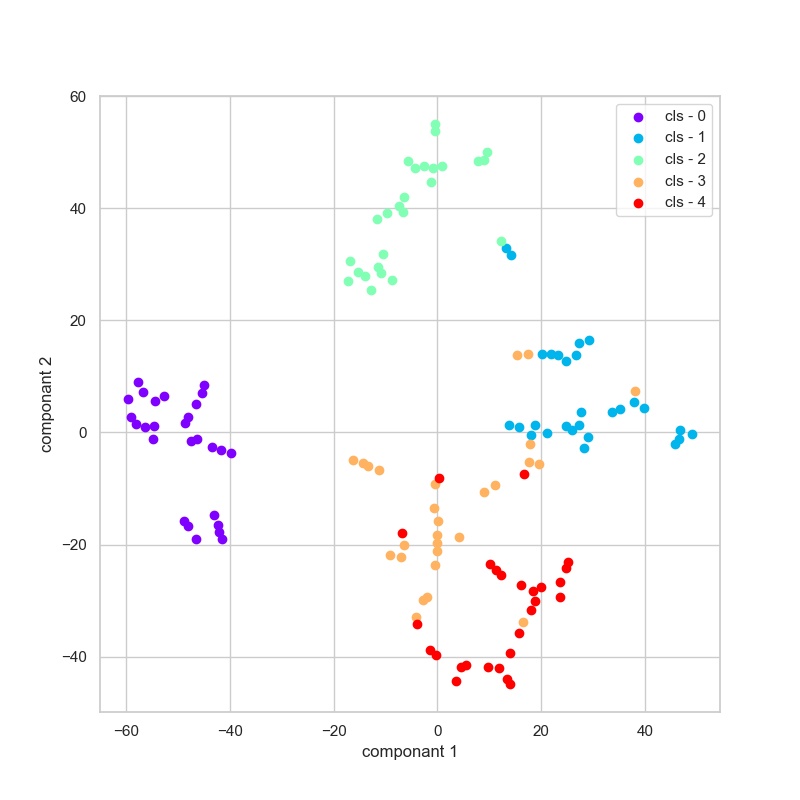 60
40
20
0
−20
−40
−60
−40
−20
0
20
40
componant 2
componant 1
cls - 0
cls - 1
cls - 2
cls - 3
cls - 4